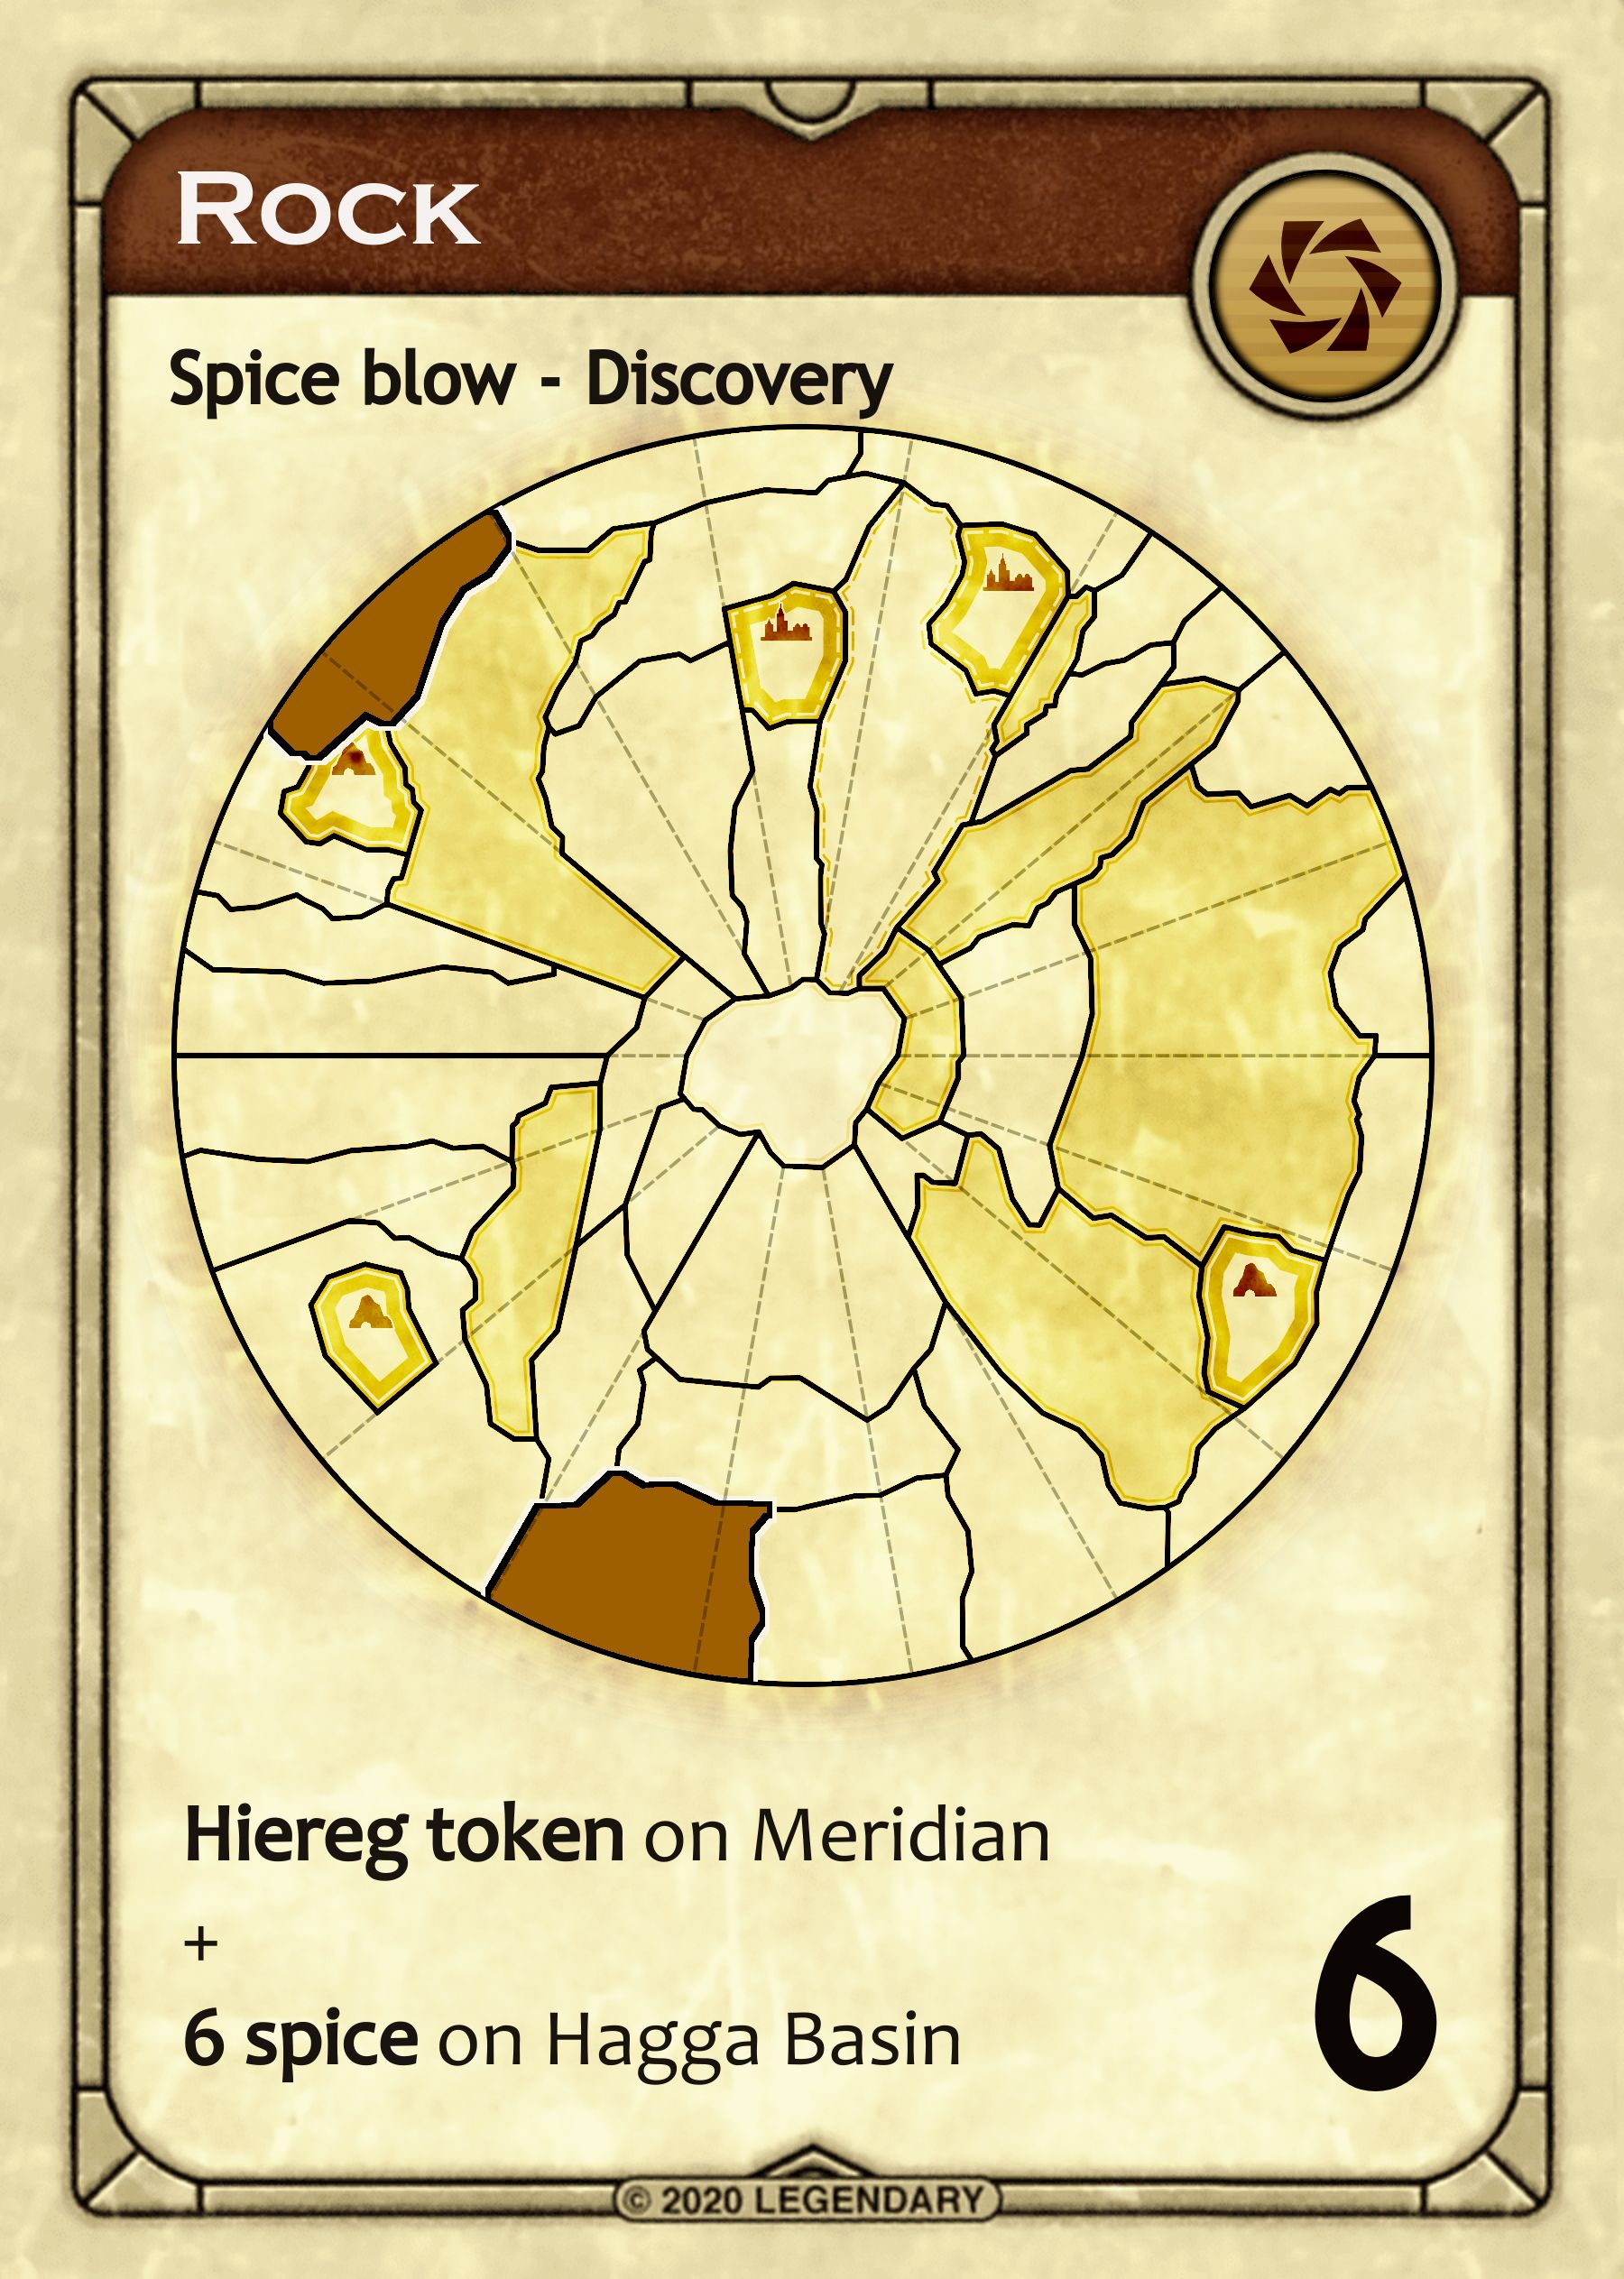 Rock
Spice blow - Discovery
Hiereg token on Meridian
+
6 spice on Hagga Basin
6
© 2020 LEGENDARY